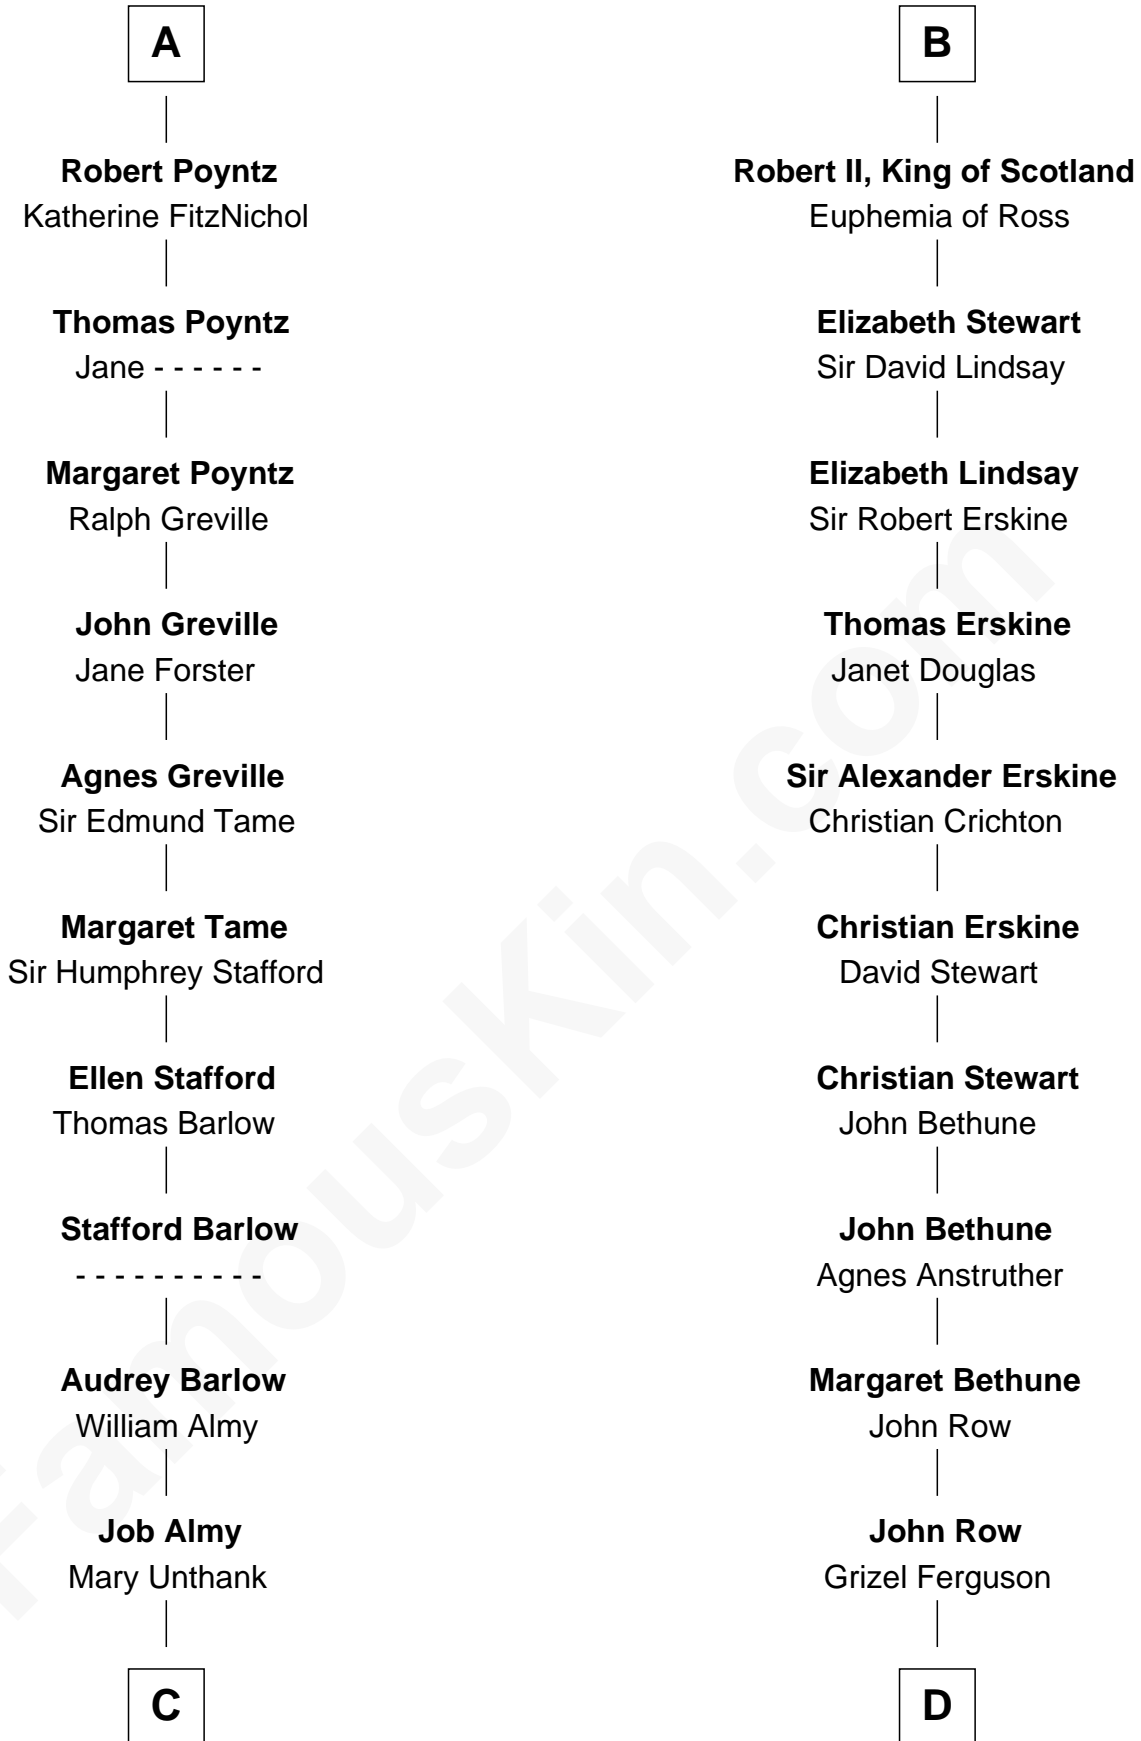 A
Robert Poyntz
Katherine FitzNichol
Thomas Poyntz
Jane - - - - - -
Margaret Poyntz
Ralph Greville
John Greville
Jane Forster
Agnes Greville
Sir Edmund Tame
Margaret Tame
Sir Humphrey Stafford
Ellen Stafford
Thomas Barlow
Stafford Barlow
- - - - - - - - - -
Audrey Barlow
William Almy
Job Almy
Mary Unthank
C
B
Robert II, King of Scotland
Euphemia of Ross
Elizabeth Stewart
Sir David Lindsay
Elizabeth Lindsay
Sir Robert Erskine
Thomas Erskine
Janet Douglas
Sir Alexander Erskine
Christian Crichton
Christian Erskine
David Stewart
Christian Stewart
John Bethune
John Bethune
Agnes Anstruther
Margaret Bethune
John Row
John Row
Grizel Ferguson
D
FamousKin.com